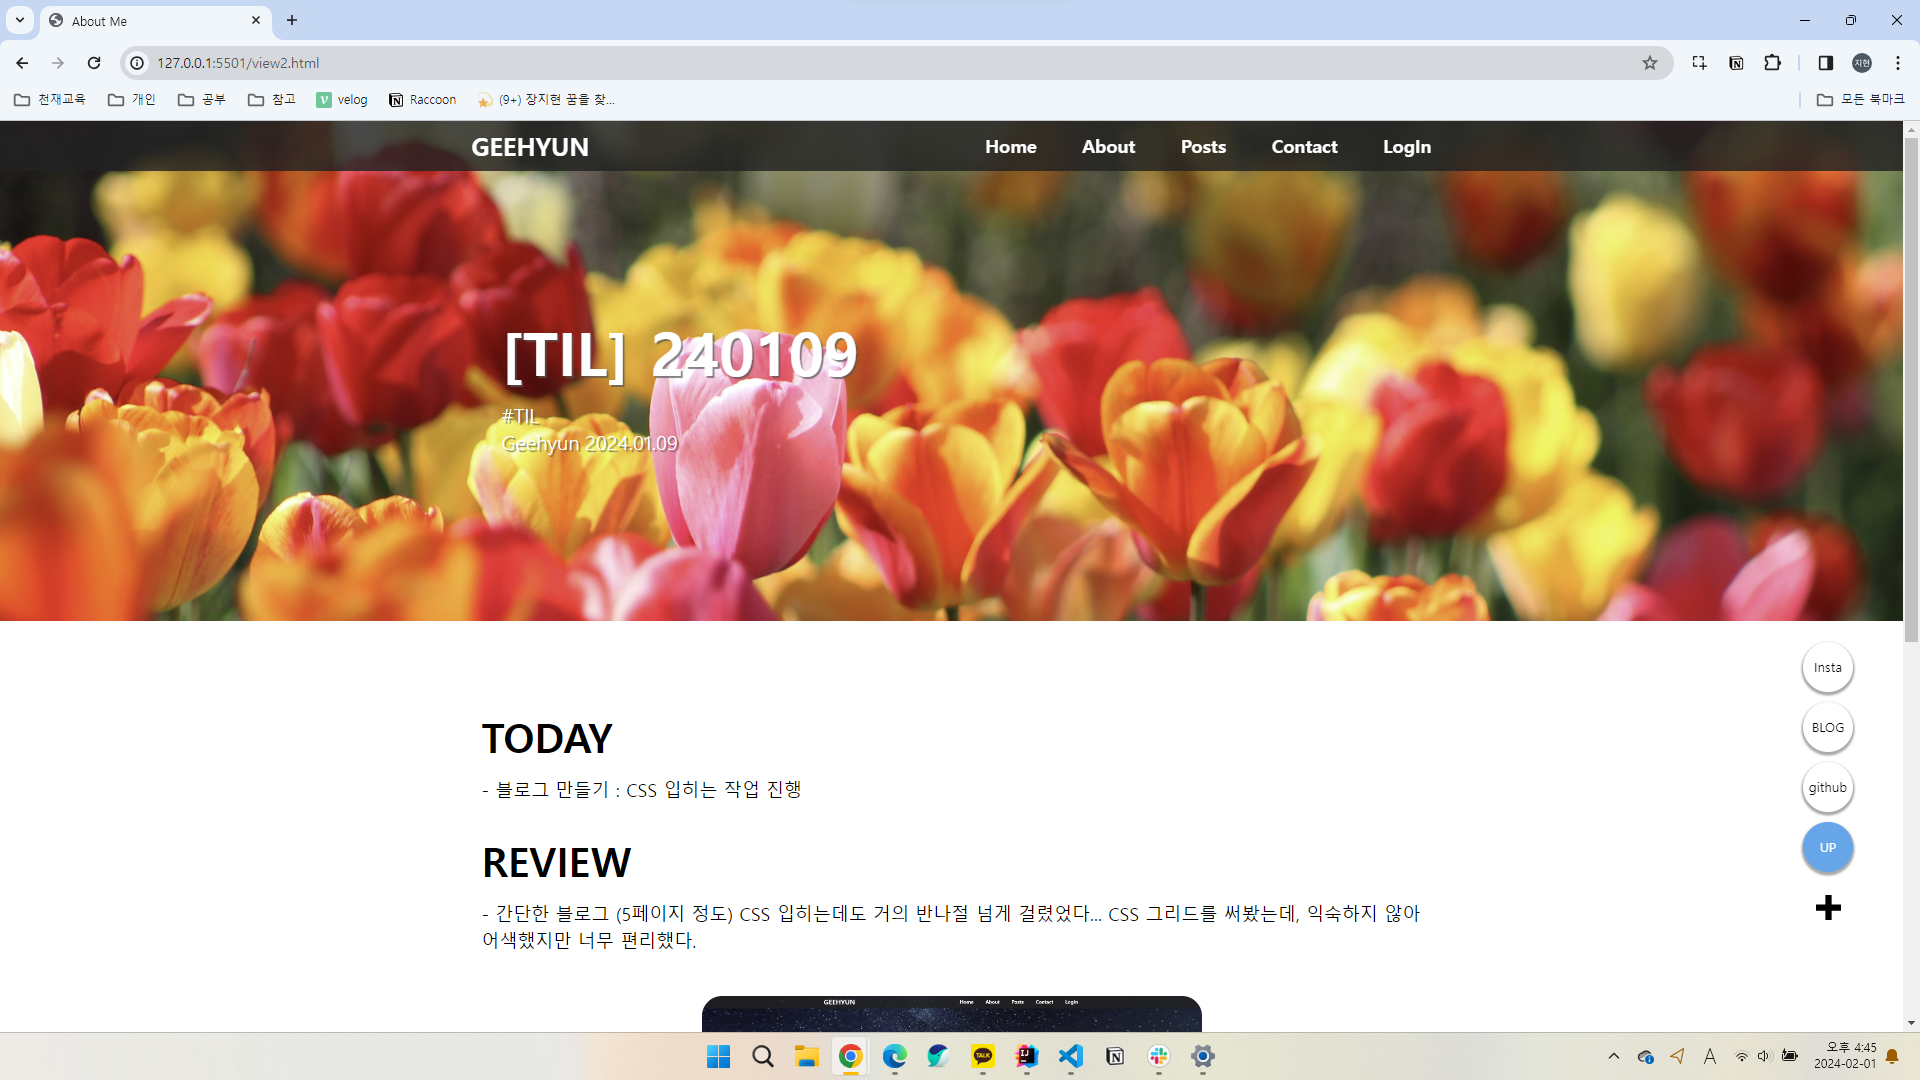 About Me
127.0.0.1:5501/view2.html
지현
천재교육 개인 공부 참고 velog Raccoon (9+) 장지현 꿈을 찾... 모든 북마크
GEEHYUN Home About Posts Contact LogIn
[TIL] 240109
#TIL
Geehyun 2024.01.09
Insta
TODAY
BLOG
- 블로그 만들기 : CSS 입히는 작업 진행
github
UP
REVIEW
- 간단한 블로그 (5페이지 정도) CSS 입히는데도 거의 반나절 넘게 걸렸었다... CSS 그리드를 써봤는데, 익숙하지 않아
어색했지만 너무 편리했다.
GEEHYUN Home About Posts Contact LogIn
TALK
IJ
A
오후 4:45
2024-02-01